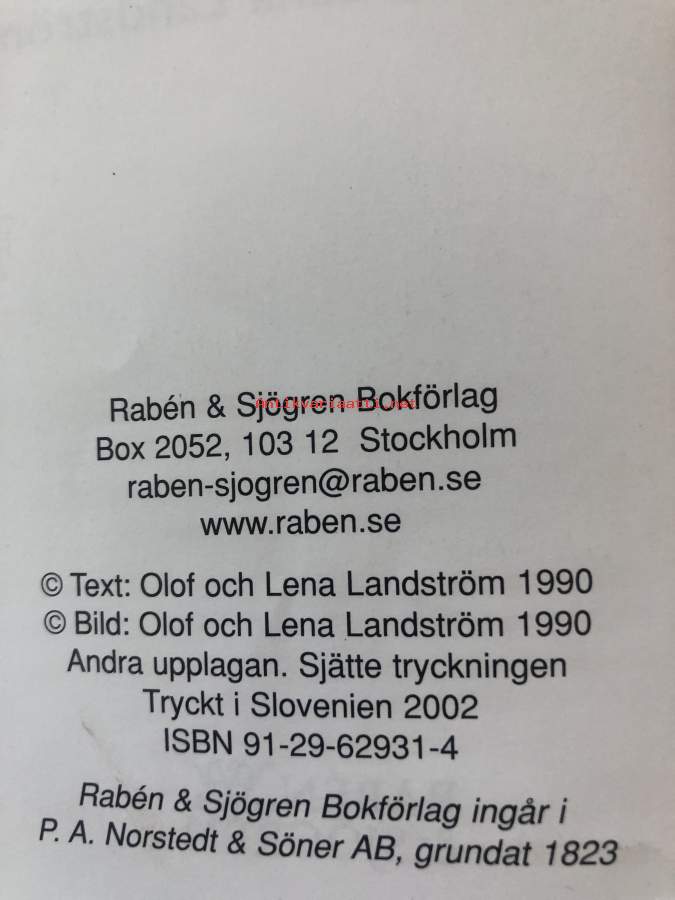 Rabén & Sjögren Bokförlag
Antikvariaatti.net
Box 2052, 103 12 Stockholm
raben-sjogren@raben.se
www.raben.se
© Text: Olof och Lena Landström 1990
© Bild: Olof och Lena Landström 1990
Andra upplagan. Sjätte tryckningen
Tryckt i Slovenien 2002
ISBN 91-29-62931-4
Rabén & Sjögren Bokförlag ingår i
P. A. Norstedt & Söner AB, grundat 1823